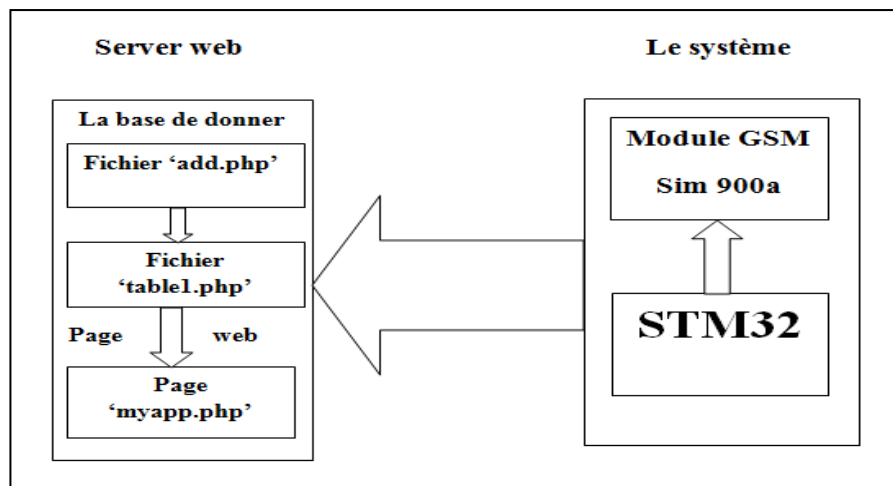 Server web
La base de donner
Fichier ‘add.php’
Fichier
‘table1.php’
Page web
Page
‘myapp.php’
Le système
Module GSM
Sim 900a
STM32